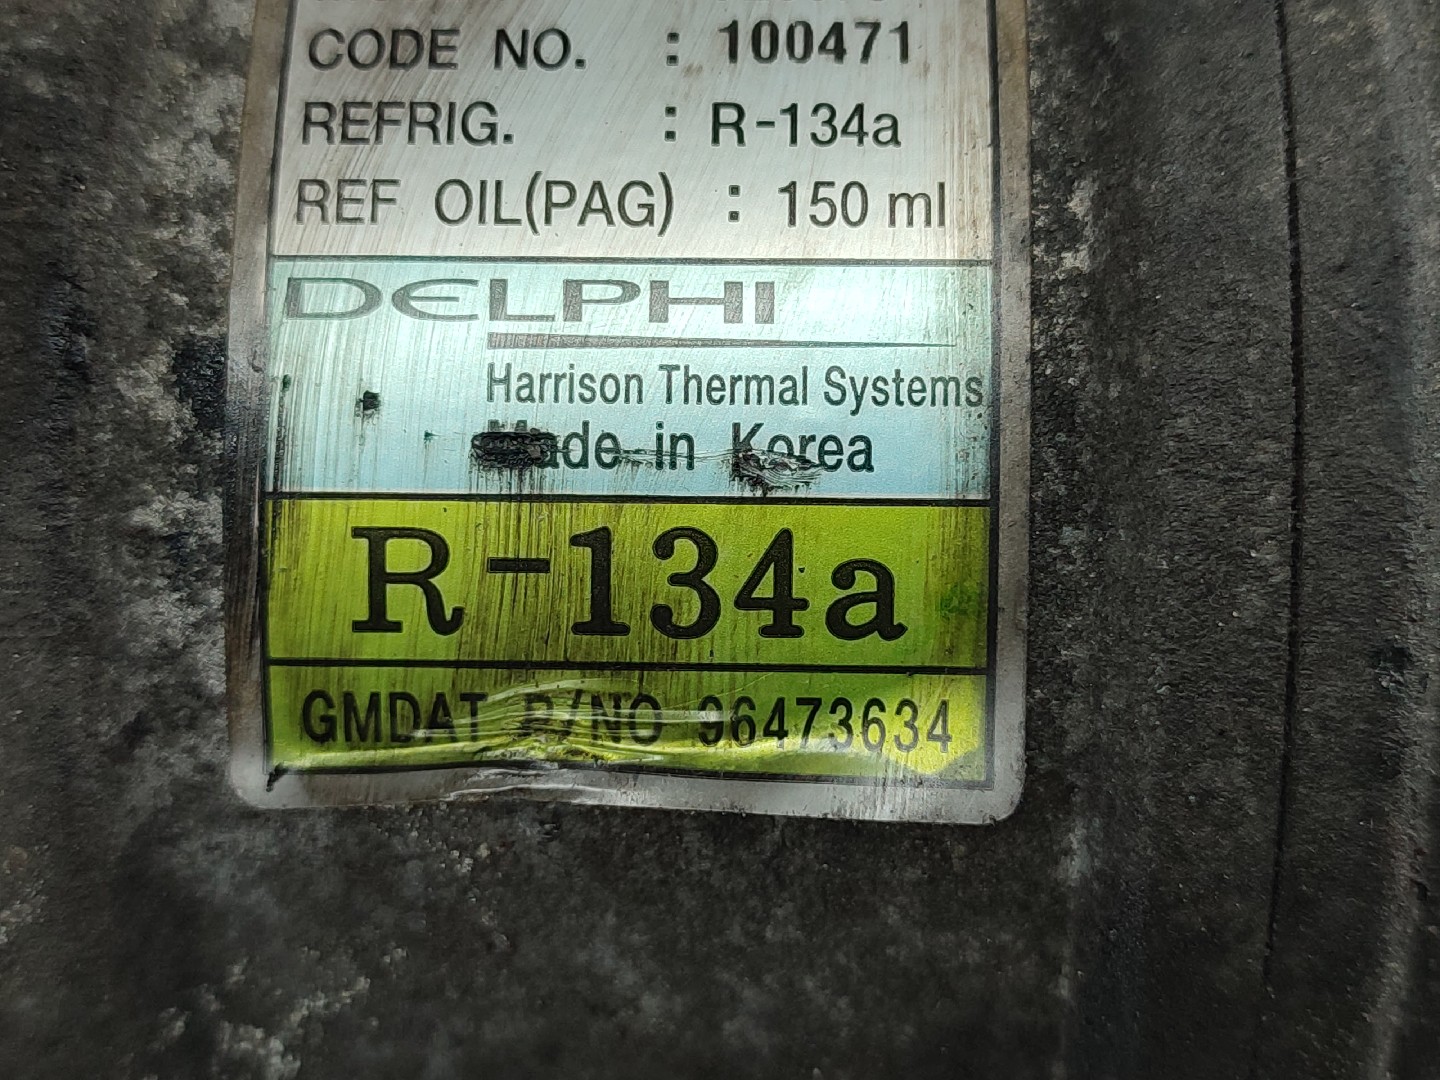 CODE NO. : 100471
REFRIG. : R-134a
REF OIL(PAG) : 150 ml
DELPHI
Harrison Thermal Systems
Made in Korea
R-134a
GMDAT P/NO 96473634